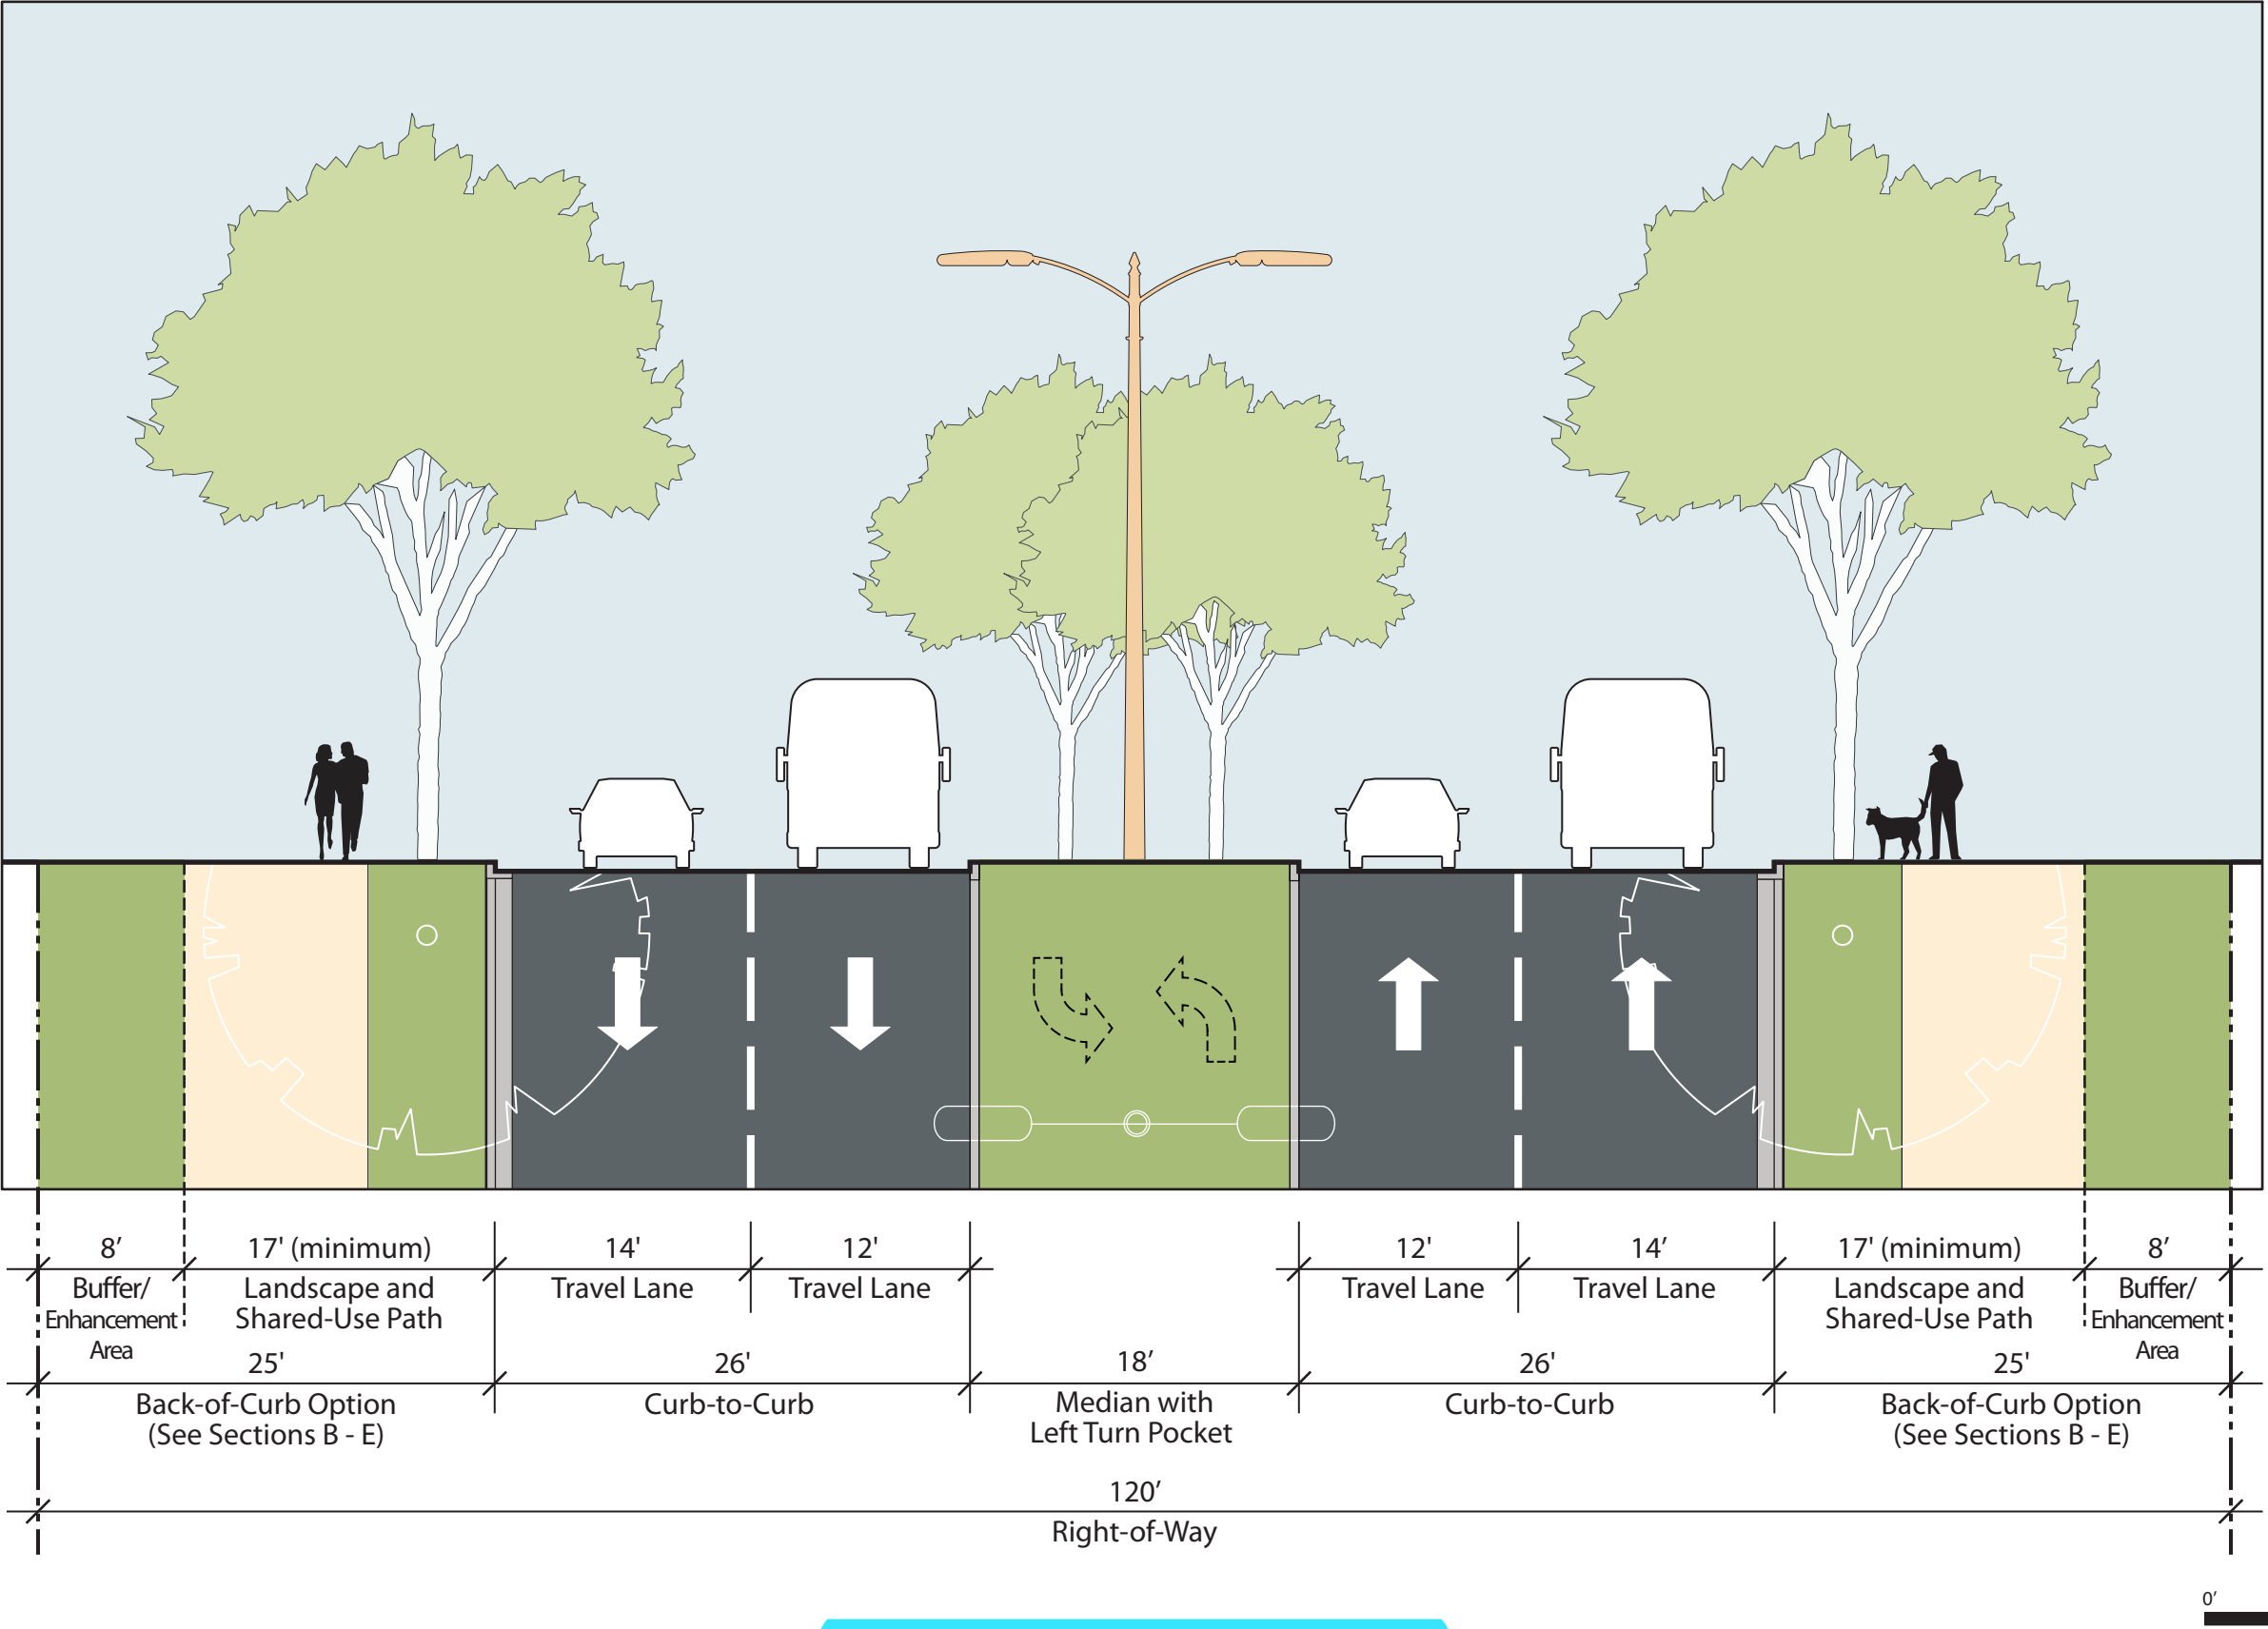 8’ 17' (minimum) 14' 12' 12' 14’ 17' (minimum) 8’
Buffer/ Landscape and Travel Lane Travel Lane Travel Lane Travel Lane Landscape and Buffer/
Enhancement Shared-Use Path Shared-Use Path Enhancement
Area Area
25' 26' 18’ 26' 25'
Back-of-Curb Option Curb-to-Curb Median with Curb-to-Curb Back-of-Curb Option
(See Sections B - E) Left Turn Pocket (See Sections B - E)
120’
Right-of-Way
0’